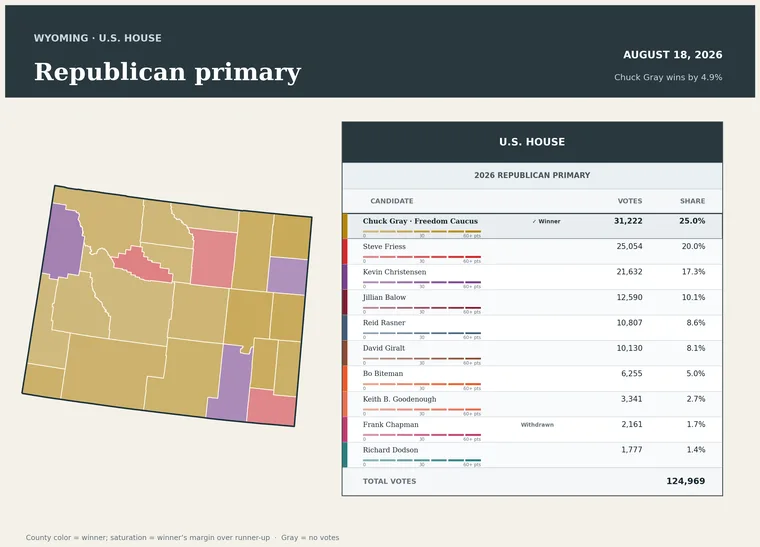 WYOMING · U.S. HOUSE
Republican primary
AUGUST 18, 2026
Chuck Gray wins by 4.9%
U.S. HOUSE
2026 REPUBLICAN PRIMARY
CANDIDATE VOTES SHARE
Chuck Gray · Freedom Caucus ✓ Winner 31,222 25.0%
0 30 60+ pts
Steve Friess 25,054 20.0%
0 30 60+ pts
Kevin Christensen 21,632 17.3%
0 30 60+ pts
Jillian Balow 12,590 10.1%
0 30 60+ pts
Reid Rasner 10,807 8.6%
0 30 60+ pts
David Giralt 10,130 8.1%
0 30 60+ pts
Bo Biteman 6,255 5.0%
0 30 60+ pts
Keith B. Goodenough 3,341 2.7%
0 30 60+ pts
Frank Chapman Withdrawn 2,161 1.7%
0 30 60+ pts
Richard Dodson 1,777 1.4%
0 30 60+ pts
TOTAL VOTES 124,969
County color = winner; saturation = winner's margin over runner-up · Gray = no votes